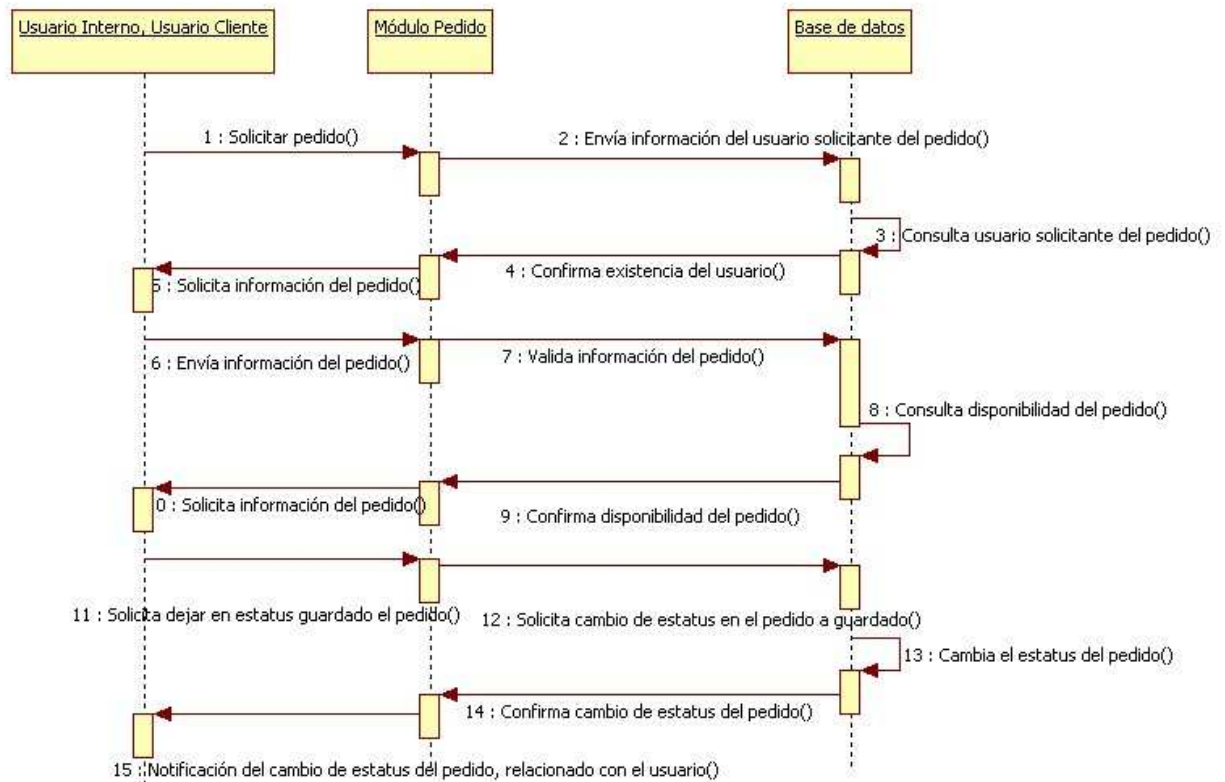 Usuario Interno, Usuario Cliente
Módulo Pedido
Base de datos
1 : Solicitar pedido()
2 : Envía información del usuario solicitante del pedido()
3 : Consulta usuario solicitante del pedido()
4 : Confirma existencia del usuario()
5 : Solicita información del pedido()
6 : Envía información del pedido()
7 : Valida información del pedido()
8 : Consulta disponibilidad del pedido()
9 : Confirma disponibilidad del pedido()
0 : Solicita información del pedido()
11 : Solicita dejar en estatus guardado el pedido()
12 : Solicita cambio de estatus en el pedido a guardado()
13 : Cambia el estatus del pedido()
14 : Confirma cambio de estatus del pedido()
15 : Notificación del cambio de estatus del pedido, relacionado con el usuario()